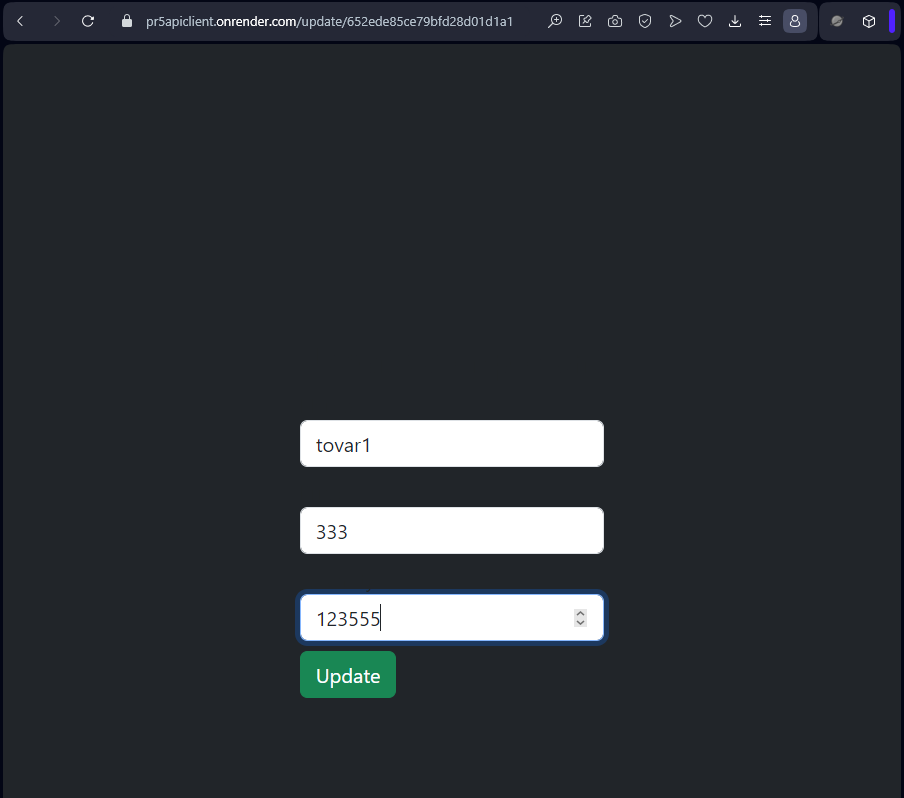 pr5apiclient.onrender.com/update/652ede85ce79bfd28d01d1a1
tovar1
333
123555
Update